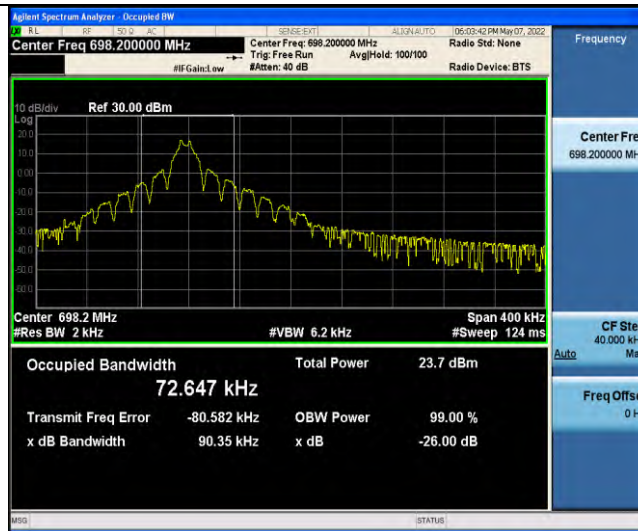 Agilent Spectrum Analyzer - Occupied BW
RL RF 50 Ω AC SENSE:EXT ALIGN AUTO 06:03:42 PM May 07, 2022
Center Freq 698.200000 MHz
Center Freq: 698.200000 MHz
Radio Std: None
Trig: Free Run Avg|Hold: 100/100
#IFGain:Low
#Atten: 40 dB
Radio Device: BTS
Frequency
10 dB/div Ref 30.00 dBm
Log
20.0
10.0
0.00
-10.0
-20.0
-30.0
-40.0
-50.0
-60.0
Center 698.2 MHz
Span 400 kHz
#Res BW 2 kHz
#VBW 6.2 kHz
#Sweep 124 ms
Occupied Bandwidth
72.647 kHz
Total Power 23.7 dBm
Transmit Freq Error -80.582 kHz
OBW Power 99.00 %
x dB Bandwidth 90.35 kHz
x dB -26.00 dB
Center Fre
698.200000 MH
CF Ste
40.000 kH
Auto Ma
Freq Offse
0 H
MSG
STATUS